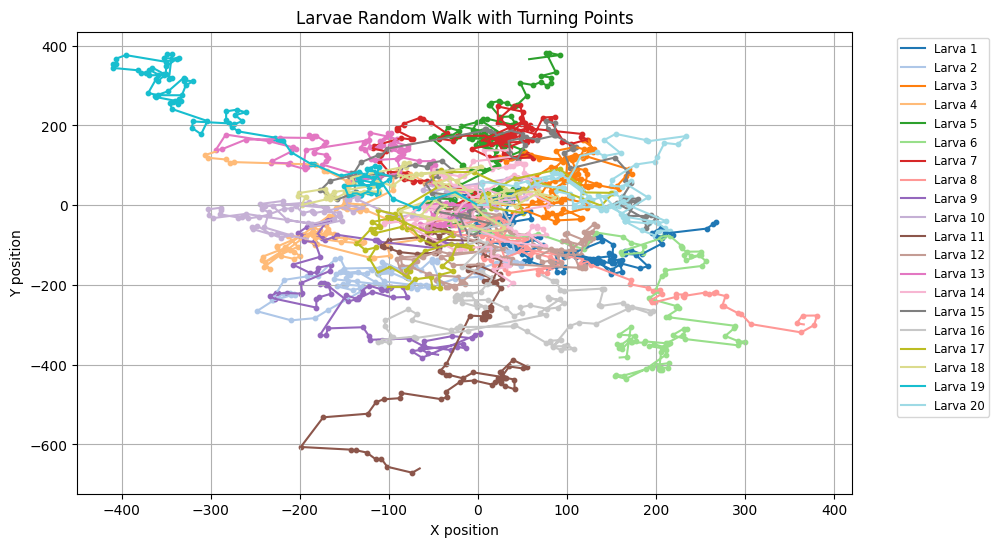 Larvae Random Walk with Turning Points
400
200
0
−200
−400
−600
Y position
−400
−300
−200
−100
0
100
200
300
400
X position
Larva 1
Larva 2
Larva 3
Larva 4
Larva 5
Larva 6
Larva 7
Larva 8
Larva 9
Larva 10
Larva 11
Larva 12
Larva 13
Larva 14
Larva 15
Larva 16
Larva 17
Larva 18
Larva 19
Larva 20